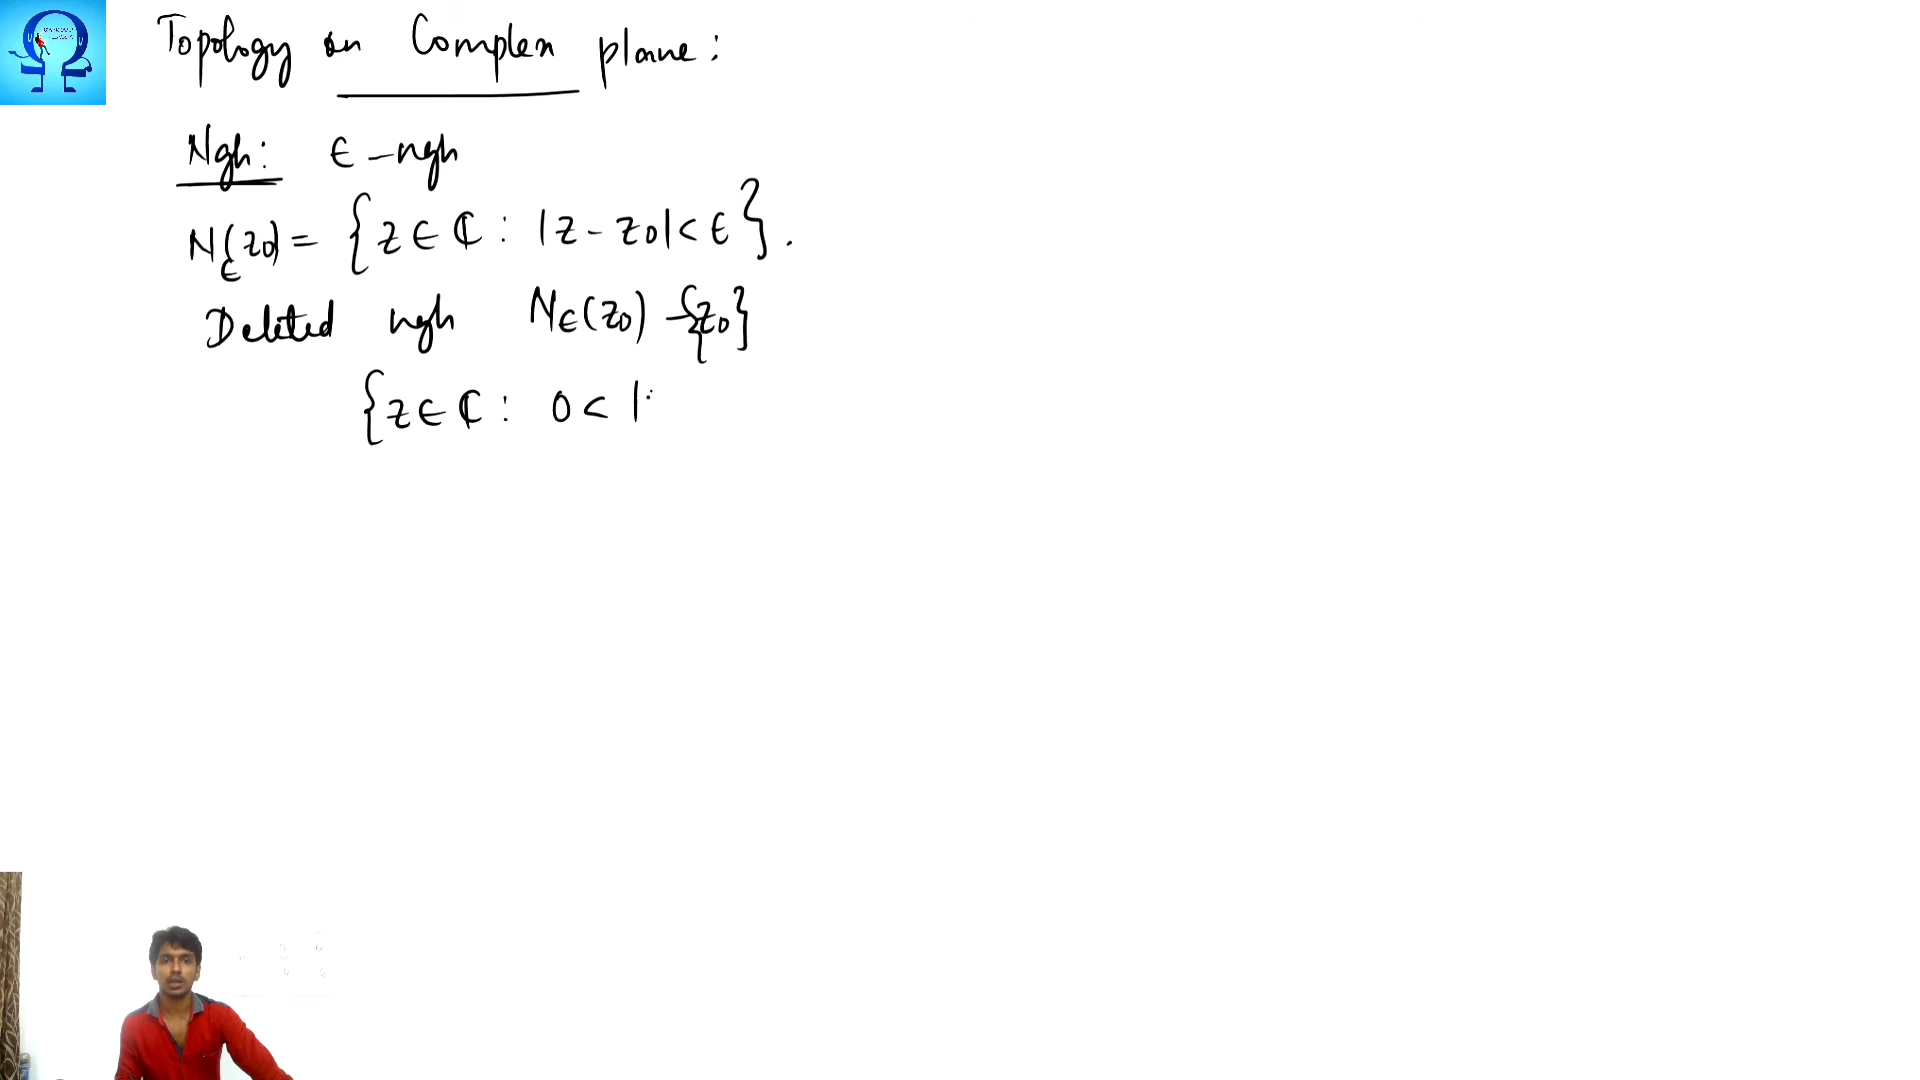 Topology on Complex plane:
Ngh: ϵ-ngh
N_ϵ(z0) = {z ∈ ℂ : |z - z0| < ϵ}.
Deleted ngh N_ϵ(z0) - {z0}
{z ∈ ℂ : 0 < |